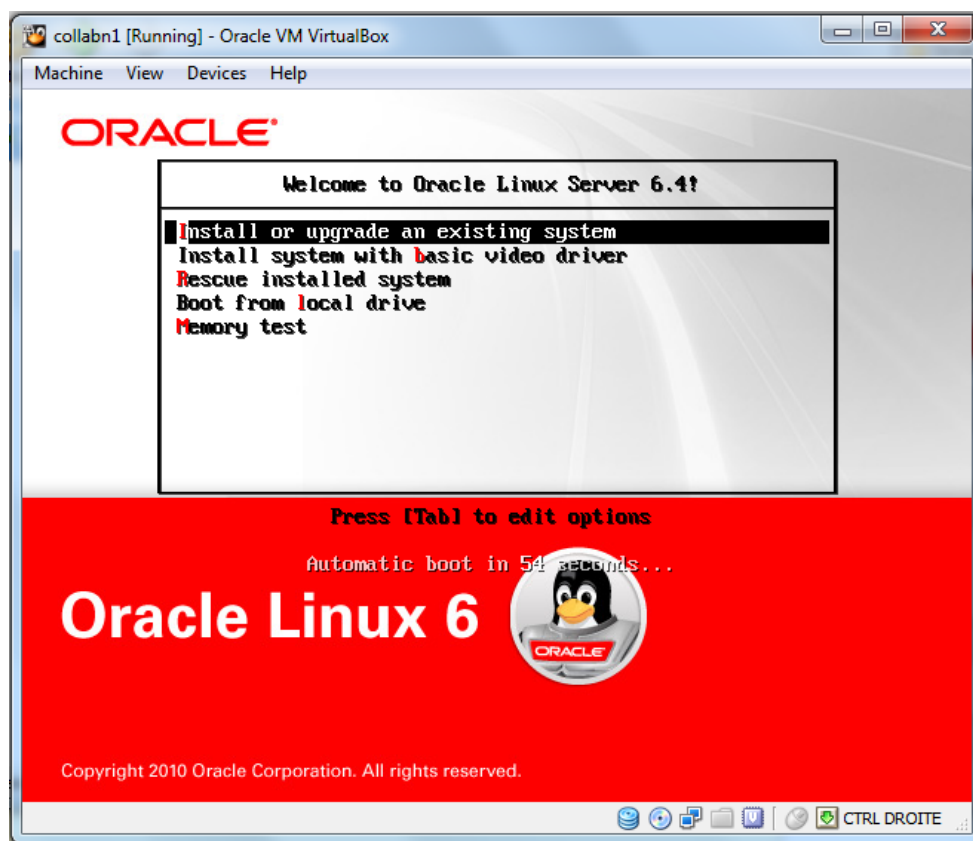 collabn1 [Running] - Oracle VM VirtualBox
Machine View Devices Help
ORACLE
Welcome to Oracle Linux Server 6.4!
Install or upgrade an existing system
Install system with basic video driver
Rescue installed system
Boot from local drive
Memory test
Press [Tab] to edit options
Automatic boot in 54 seconds...
Oracle Linux 6
ORACLE
Copyright 2010 Oracle Corporation. All rights reserved.
CTRL DROITE